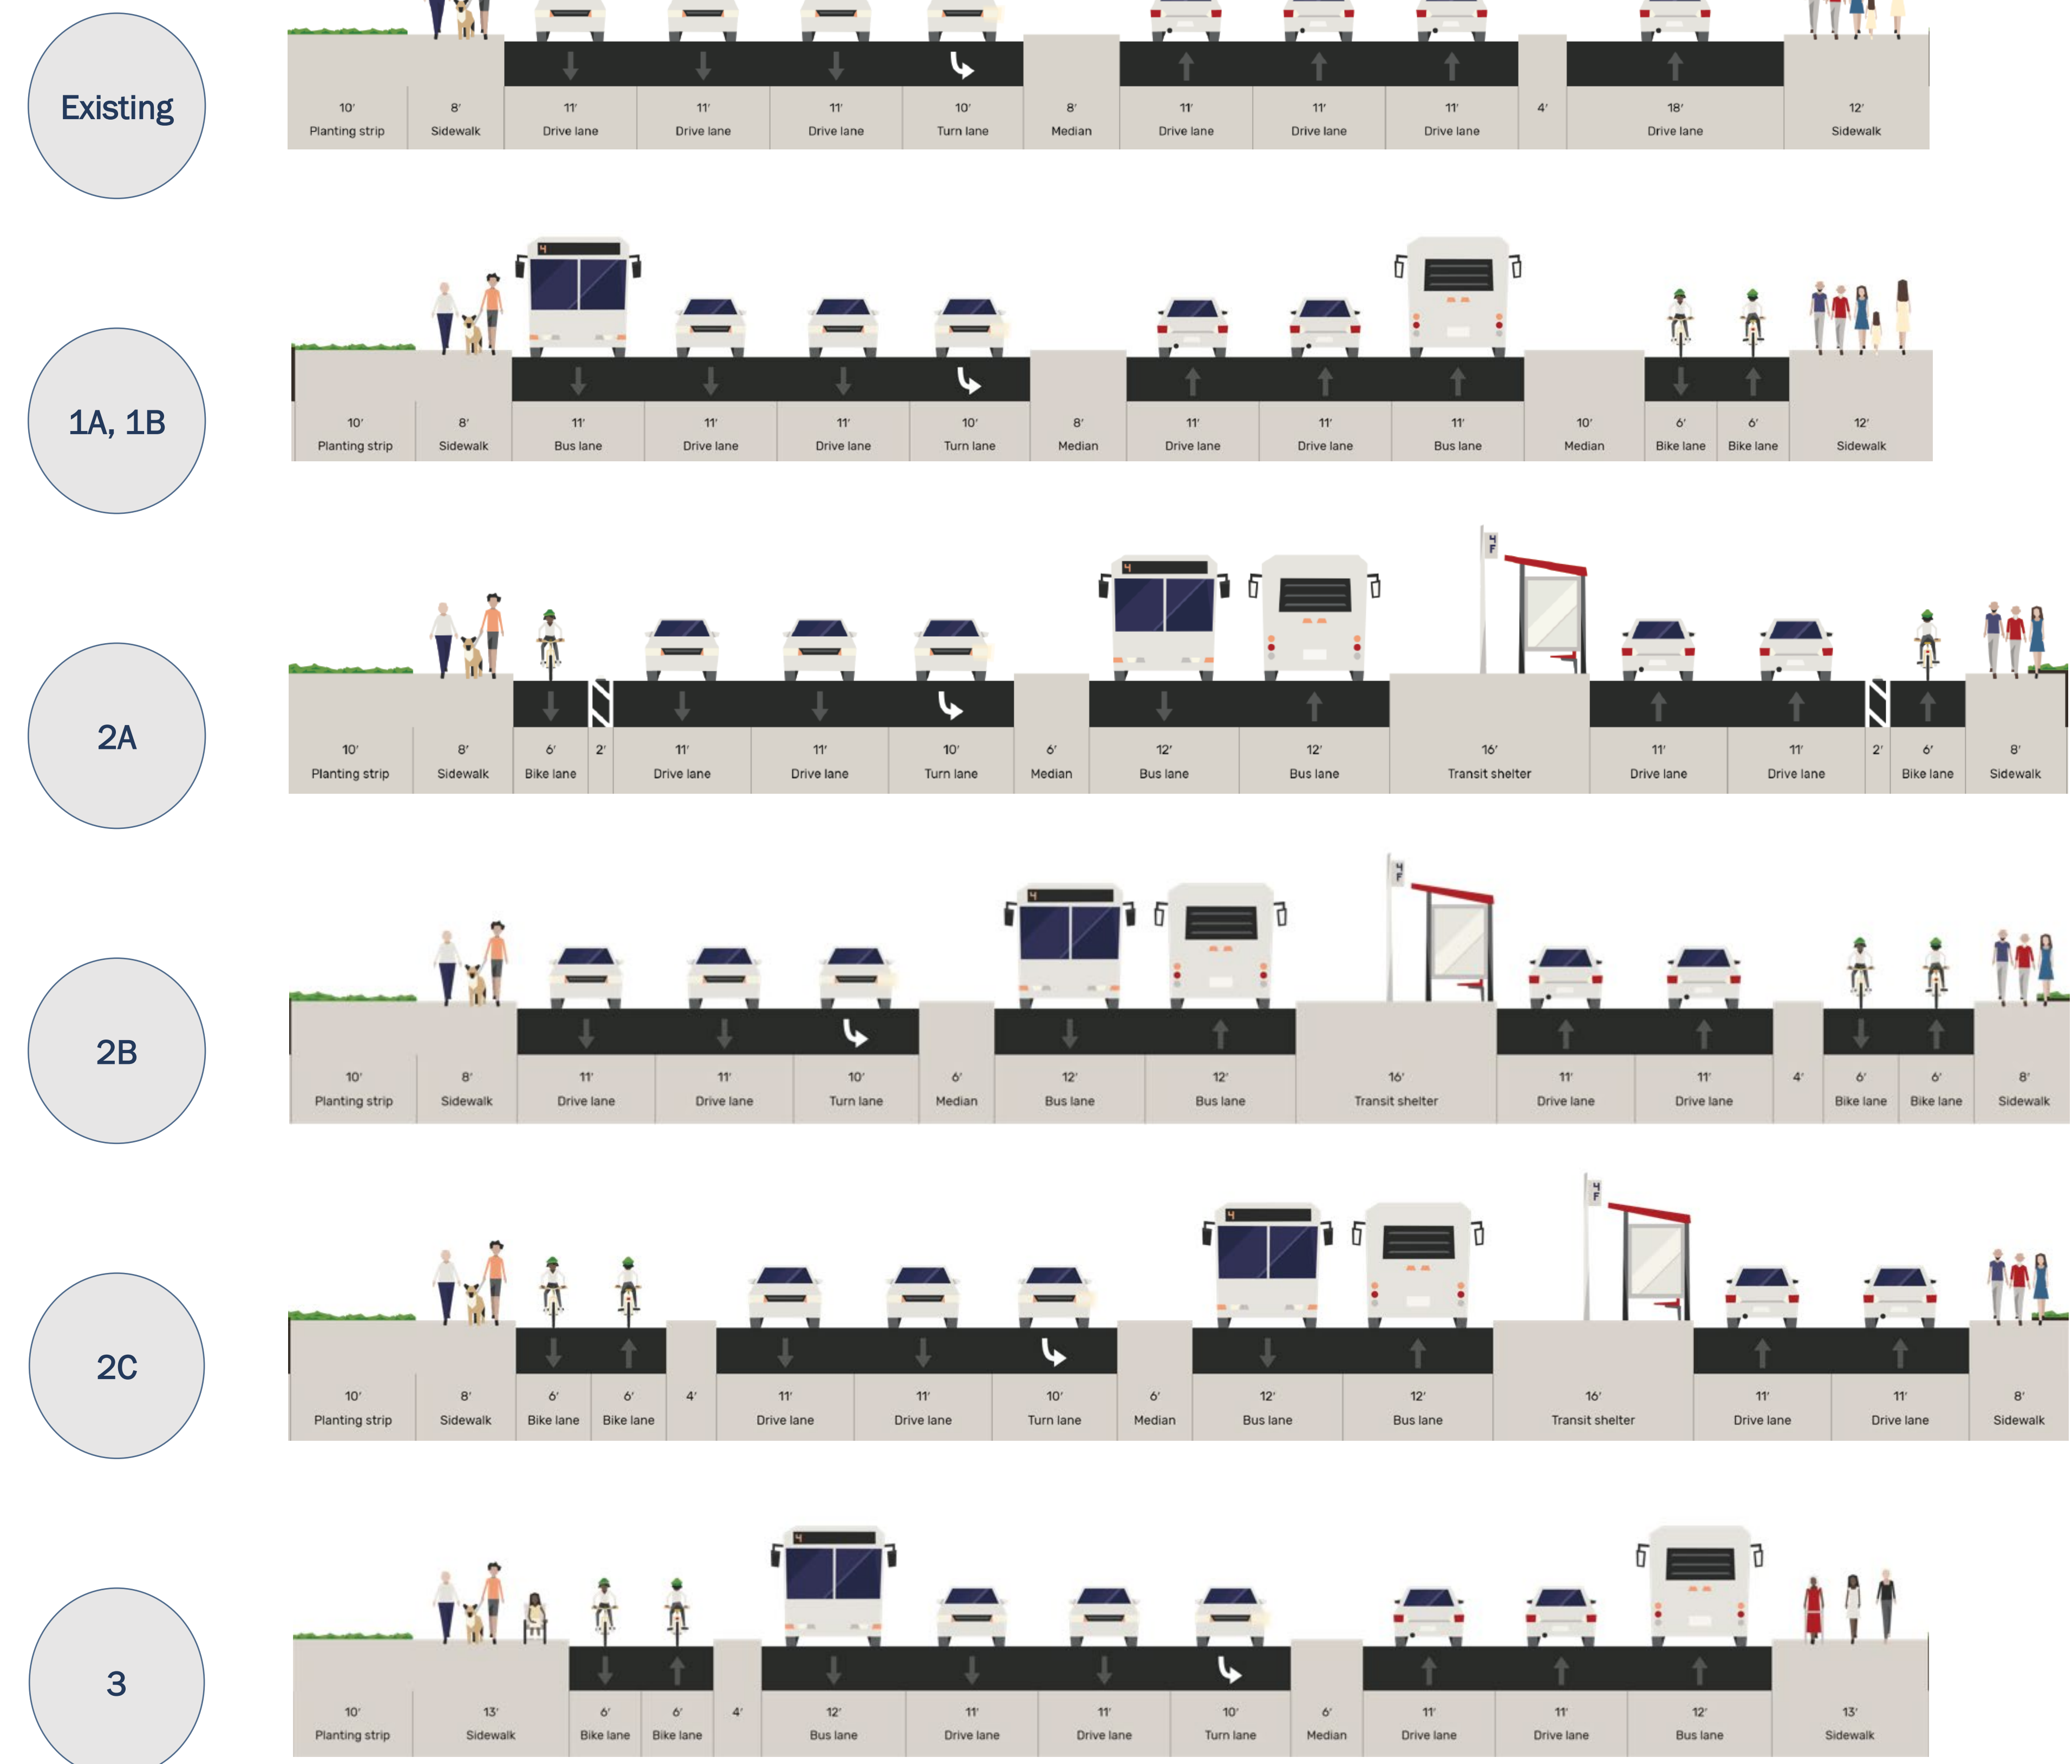 Existing
10' 8' 11' 11' 11' 10' 8' 11' 11' 11' 4' 18' 12'
Planting strip Sidewalk Drive lane Drive lane Drive lane Turn lane Median Drive lane Drive lane Drive lane Drive lane Sidewalk
4
1A, 1B
10' 8' 11' 11' 11' 10' 8' 11' 11' 11' 10' 6' 6' 12'
Planting strip Sidewalk Bus lane Drive lane Drive lane Turn lane Median Drive lane Drive lane Bus lane Median Bike lane Bike lane Sidewalk
4
4
F
2A
10' 8' 6' 2' 11' 11' 10' 6' 12' 12' 16' 11' 11' 2' 6' 8'
Planting strip Sidewalk Bike lane Drive lane Drive lane Turn lane Median Bus lane Bus lane Transit shelter Drive lane Drive lane Bike lane Sidewalk
4
4
F
2B
10' 8' 11' 11' 10' 6' 12' 12' 16' 11' 11' 4' 6' 6' 8'
Planting strip Sidewalk Drive lane Drive lane Turn lane Median Bus lane Bus lane Transit shelter Drive lane Drive lane Bike lane Bike lane Sidewalk
4
4
F
2C
10' 8' 6' 6' 4' 11' 11' 10' 6' 12' 12' 16' 11' 11' 8'
Planting strip Sidewalk Bike lane Bike lane Drive lane Drive lane Turn lane Median Bus lane Bus lane Transit shelter Drive lane Drive lane Sidewalk
4
3
10' 13' 6' 6' 4' 12' 11' 11' 10' 6' 11' 11' 12' 13'
Planting strip Sidewalk Bike lane Bike lane Bus lane Drive lane Drive lane Turn lane Median Drive lane Drive lane Bus lane Sidewalk